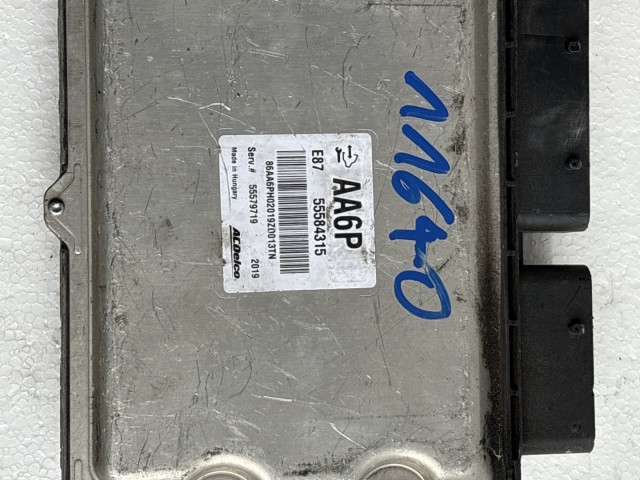 AA6P
E87 55584315
86AA6PH02019Z0013TN
Serv.# 55579719 2019
Made in Hungary ACDelco
11640